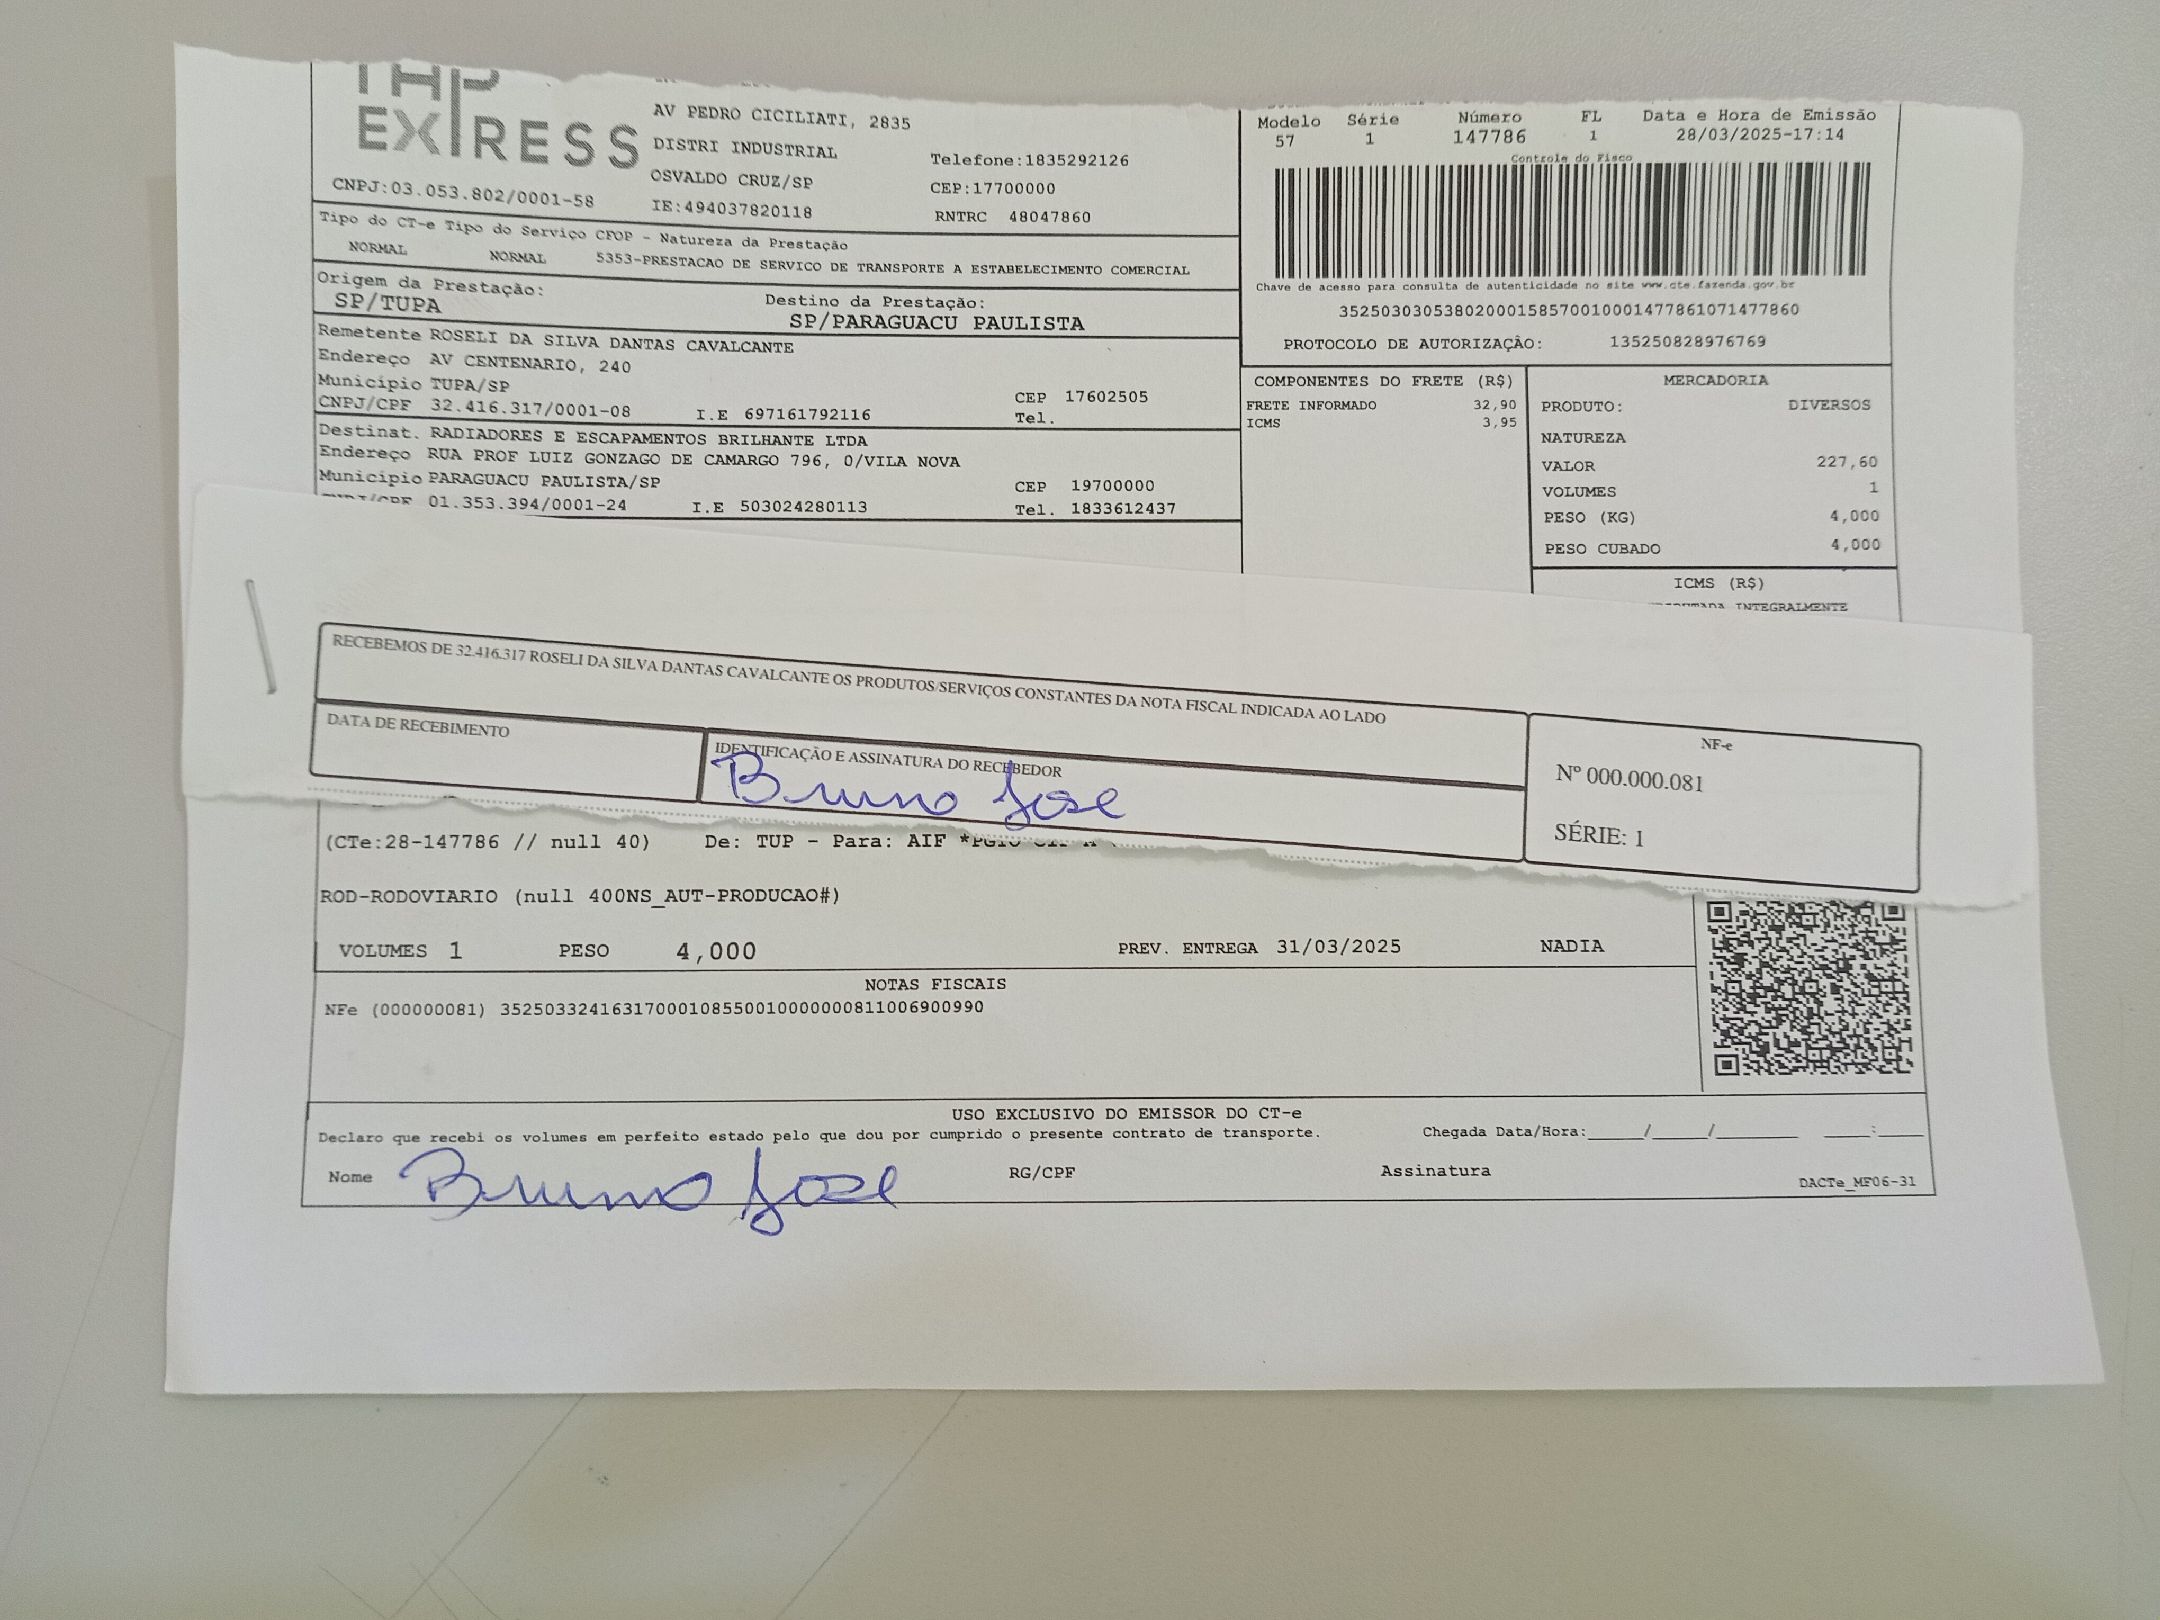 EXPRESS
AV PEDRO CICILIATI, 2835
DISTRI INDUSTRIAL
Telefone:1835292126
OSVALDO CRUZ/SP
CEP:17700000
CNPJ:03.053.802/0001-58
IE:494037820118
RNTRC 48047860
Modelo Série Número FL Data e Hora de Emissão
57 1 147786 1 28/03/2025-17:14
Controle do Fisco
Chave de acesso para consulta de autenticidade no site www.cte.fazenda.gov.br
35250303053802000158570010001477861071477860
PROTOCOLO DE AUTORIZAÇÃO: 135250828976769
Tipo do CT-e Tipo do Serviço CFOP - Natureza da Prestação
NORMAL NORMAL 5353-PRESTACAO DE SERVICO DE TRANSPORTE A ESTABELECIMENTO COMERCIAL
Origem da Prestação:
SP/TUPA
Destino da Prestação:
SP/PARAGUACU PAULISTA
Remetente ROSELI DA SILVA DANTAS CAVALCANTE
Endereço AV CENTENARIO, 240
Município TUPA/SP
CEP 17602505
CNPJ/CPF 32.416.317/0001-08 I.E 697161792116 Tel.
Destinat. RADIADORES E ESCAPAMENTOS BRILHANTE LTDA
Endereço RUA PROF LUIZ GONZAGO DE CAMARGO 796, 0/VILA NOVA
Município PARAGUACU PAULISTA/SP
CEP 19700000
01.353.394/0001-24 I.E 503024280113 Tel. 1833612437
COMPONENTES DO FRETE (R$)
FRETE INFORMADO 32,90
ICMS 3,95
MERCADORIA
PRODUTO: DIVERSOS
NATUREZA
VALOR 227,60
VOLUMES 1
PESO (KG) 4,000
PESO CUBADO 4,000
ICMS (R$)
INTEGRALMENTE
RECEBEMOS DE 32.416.317 ROSELI DA SILVA DANTAS CAVALCANTE OS PRODUTOS/SERVIÇOS CONSTANTES DA NOTA FISCAL INDICADA AO LADO
DATA DE RECEBIMENTO
IDENTIFICAÇÃO E ASSINATURA DO RECEBEDOR
Bruno Jose
NF-e
Nº 000.000.081
SÉRIE: 1
(CTe:28-147786 // null 40) De: TUP - Para: AIF
ROD-RODOVIARIO (null 400NS_AUT-PRODUCAO#)
VOLUMES 1 PESO 4,000 PREV. ENTREGA 31/03/2025 NADIA
NOTAS FISCAIS
NFe (000000081) 35250332416317000108550010000000811006900990
USO EXCLUSIVO DO EMISSOR DO CT-e
Declaro que recebi os volumes em perfeito estado pelo que dou por cumprido o presente contrato de transporte. Chegada Data/Hora:_____/_____/_______ ____:____
Nome Bruno Jose RG/CPF Assinatura
DACTe_MF06-31